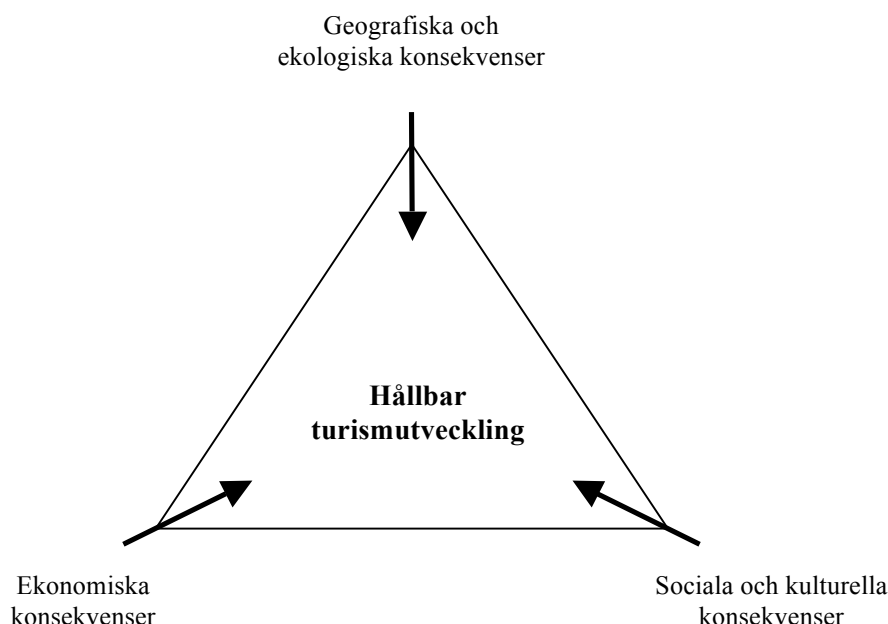 Geografiska och
ekologiska konsekvenser
Hållbar
turismutveckling
Ekonomiska
konsekvenser
Sociala och kulturella
konsekvenser